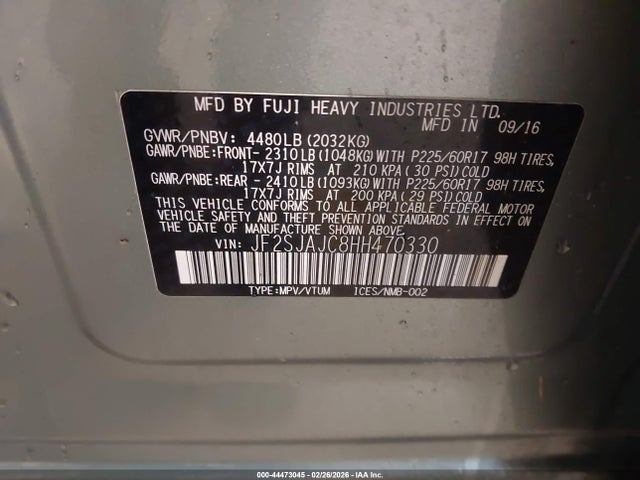 MFD BY FUJI HEAVY INDUSTRIES LTD.
MFD IN 09/16
GVWR/PNBV: 4480LB (2032KG)
GAWR/PNBE:FRONT- 2310LB (1048KG) WITH P225/60R17 98H TIRES,
17X7J RIMS AT 210 KPA (30 PSI) COLD
GAWR/PNBE:REAR - 2410LB (1093KG) WITH P225/60R17 98H TIRES,
17X7J RIMS AT 200 KPA (29 PSI) COLD
THIS VEHICLE CONFORMS TO ALL APPLICABLE FEDERAL MOTOR
VEHICLE SAFETY AND THEFT PREVENTION STANDARDS IN EFFECT ON
THE DATE OF MANUFACTURE SHOWN ABOVE.
VIN: JF2SJAJC8HH470330
TYPE:MPV/VTUM ICES/NMB-002
000-44473045 | 02/26/2026 - IAA Inc.